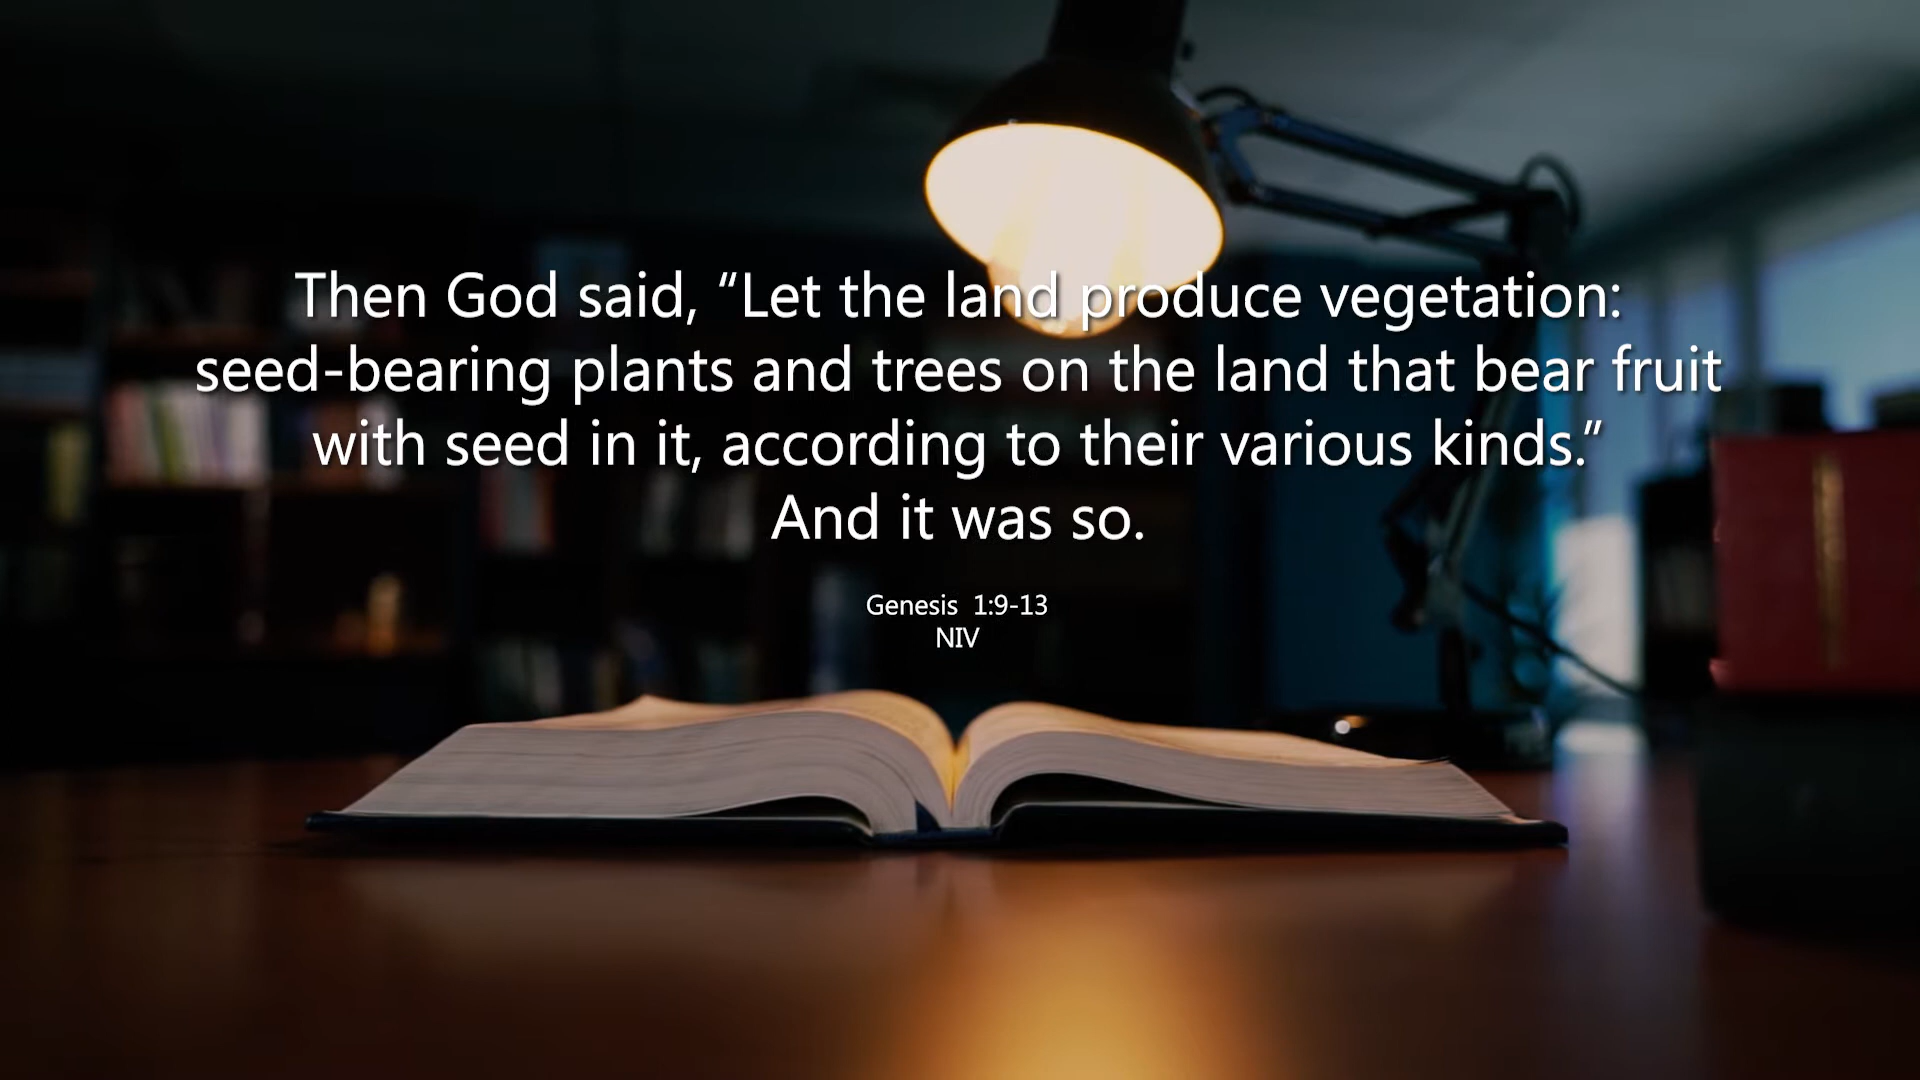 Then God said, “Let the land produce vegetation:
seed-bearing plants and trees on the land that bear fruit
with seed in it, according to their various kinds.”
And it was so.
Genesis  1:9-13
NIV